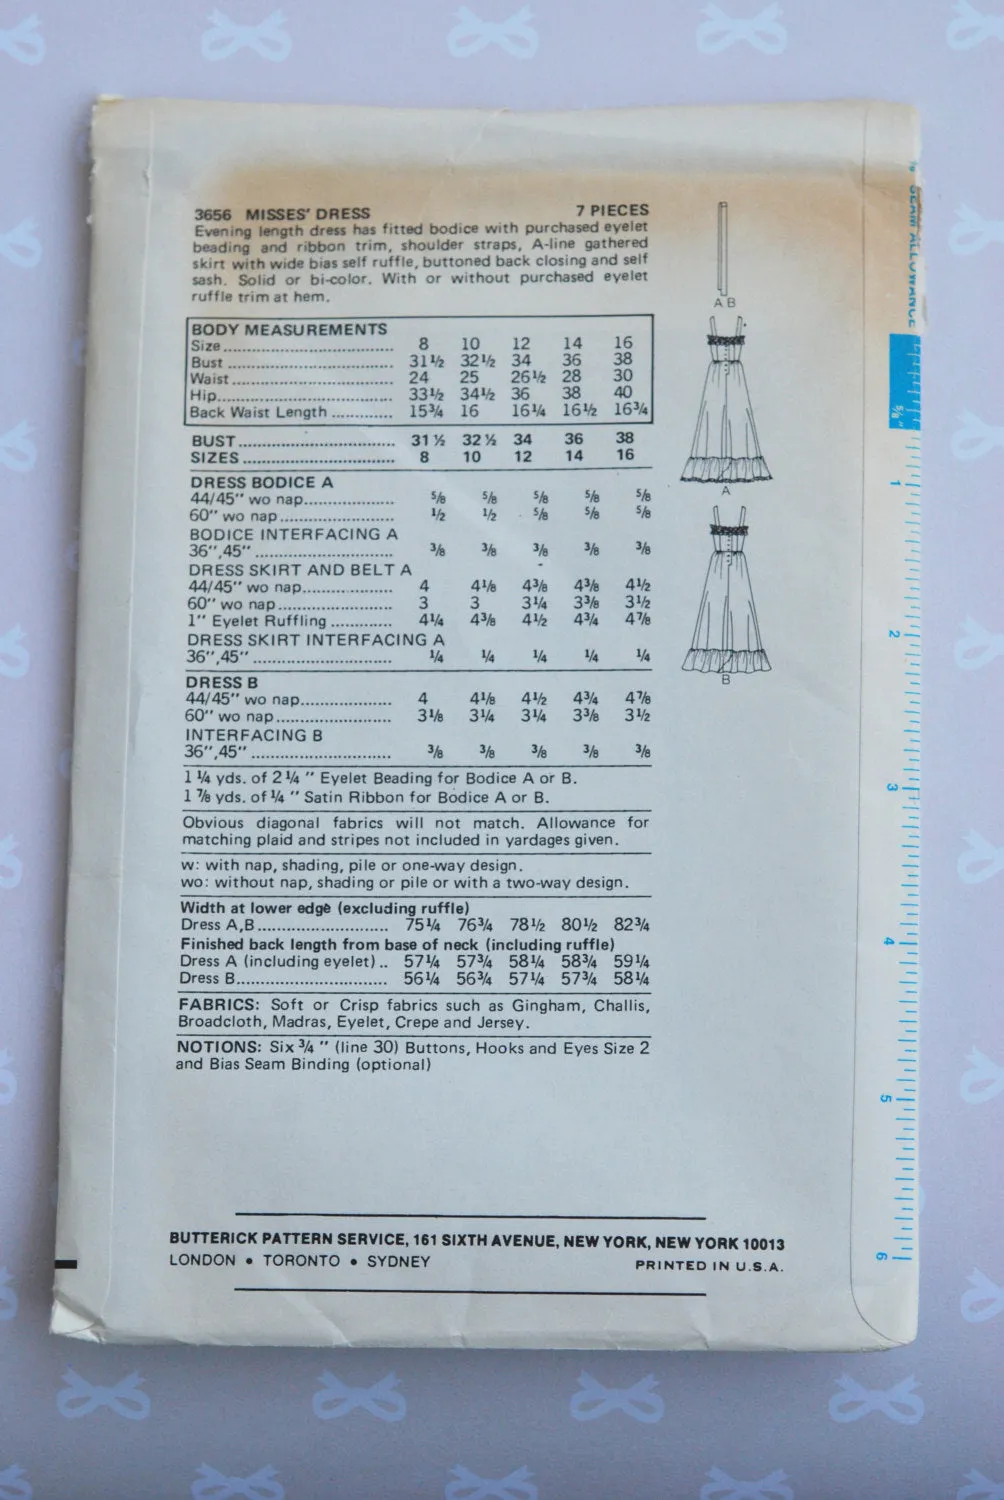 3656 MISSES' DRESS 7 PIECES
Evening length dress has fitted bodice with purchased eyelet
beading and ribbon trim, shoulder straps, A-line gathered
skirt with wide bias self ruffle, buttoned back closing and self
sash. Solid or bi-color. With or without purchased eyelet
ruffle trim at hem.
BODY MEASUREMENTS
Size 8 10 12 14 16
Bust 31½ 32½ 34 36 38
Waist 24 25 26½ 28 30
Hip 33½ 34½ 36 38 40
Back Waist Length 15¾ 16 16¼ 16½ 16¾
BUST 31½ 32½ 34 36 38
SIZES 8 10 12 14 16
DRESS BODICE A
44/45" wo nap 5/8 5/8 5/8 5/8 5/8
60" wo nap ½ ½ 5/8 5/8 5/8
BODICE INTERFACING A
36",45" 3/8 3/8 3/8 3/8 3/8
DRESS SKIRT AND BELT A
44/45" wo nap 4 4⅛ 4⅜ 4⅜ 4½
60" wo nap 3 3 3¼ 3⅜ 3½
1" Eyelet Ruffling 4¼ 4⅜ 4½ 4¾ 4⅞
DRESS SKIRT INTERFACING A
36",45" ¼ ¼ ¼ ¼ ¼
DRESS B
44/45" wo nap 4 4⅛ 4½ 4¾ 4⅞
60" wo nap 3⅛ 3¼ 3¼ 3⅜ 3½
INTERFACING B
36",45" 3/8 3/8 3/8 3/8 3/8
1 ¼ yds. of 2 ¼ " Eyelet Beading for Bodice A or B.
1 ⅞ yds. of ¼ " Satin Ribbon for Bodice A or B.
Obvious diagonal fabrics will not match. Allowance for
matching plaid and stripes not included in yardages given.
w: with nap, shading, pile or one-way design.
wo: without nap, shading or pile or with a two-way design.
Width at lower edge (excluding ruffle)
Dress A,B 75¼ 76¾ 78½ 80½ 82¾
Finished back length from base of neck (including ruffle)
Dress A (including eyelet) 57¼ 57¾ 58¼ 58¾ 59¼
Dress B 56¼ 56¾ 57¼ 57¾ 58¼
FABRICS: Soft or Crisp fabrics such as Gingham, Challis,
Broadcloth, Madras, Eyelet, Crepe and Jersey.
NOTIONS: Six ¾ " (line 30) Buttons, Hooks and Eyes Size 2
and Bias Seam Binding (optional)
BUTTERICK PATTERN SERVICE, 161 SIXTH AVENUE, NEW YORK, NEW YORK 10013
LONDON • TORONTO • SYDNEY PRINTED IN U.S.A.
A B
A
B
SEAM ALLOWANCE
5/8"
1
2
3
4
5
6